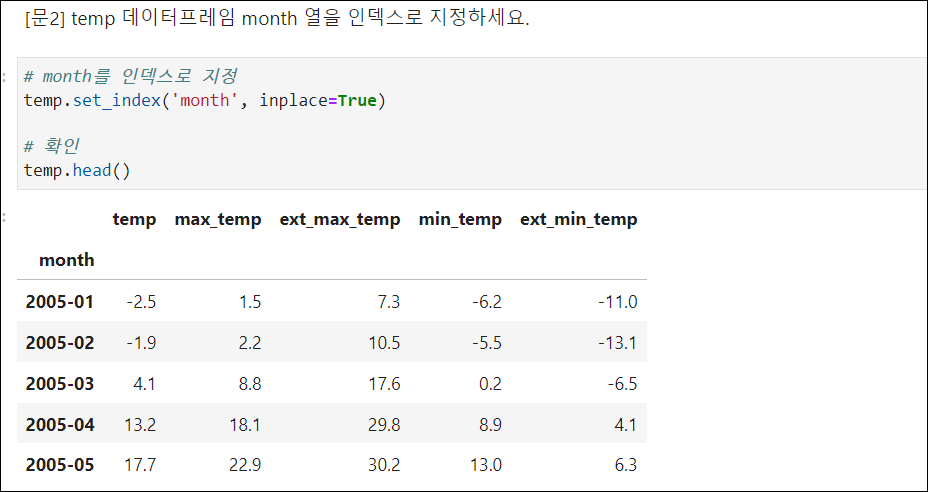 [문2] temp 데이터프레임 month 열을 인덱스로 지정하세요.
# month를 인덱스로 지정
temp.set_index('month', inplace=True)
# 확인
temp.head()
temp max_temp ext_max_temp min_temp ext_min_temp
month
2005-01 -2.5 1.5 7.3 -6.2 -11.0
2005-02 -1.9 2.2 10.5 -5.5 -13.1
2005-03 4.1 8.8 17.6 0.2 -6.5
2005-04 13.2 18.1 29.8 8.9 4.1
2005-05 17.7 22.9 30.2 13.0 6.3